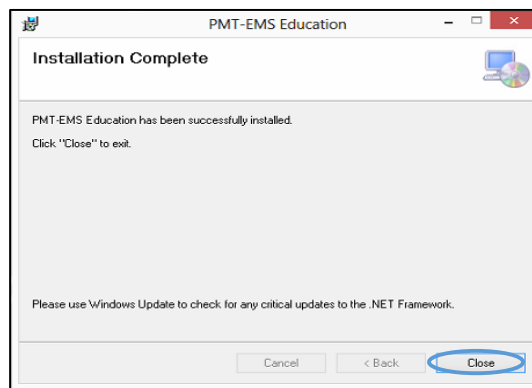 PMT-EMS Education
Installation Complete
PMT-EMS Education has been successfully installed.
Click "Close" to exit.
Please use Windows Update to check for any critical updates to the .NET Framework.
Cancel
< Back
Close